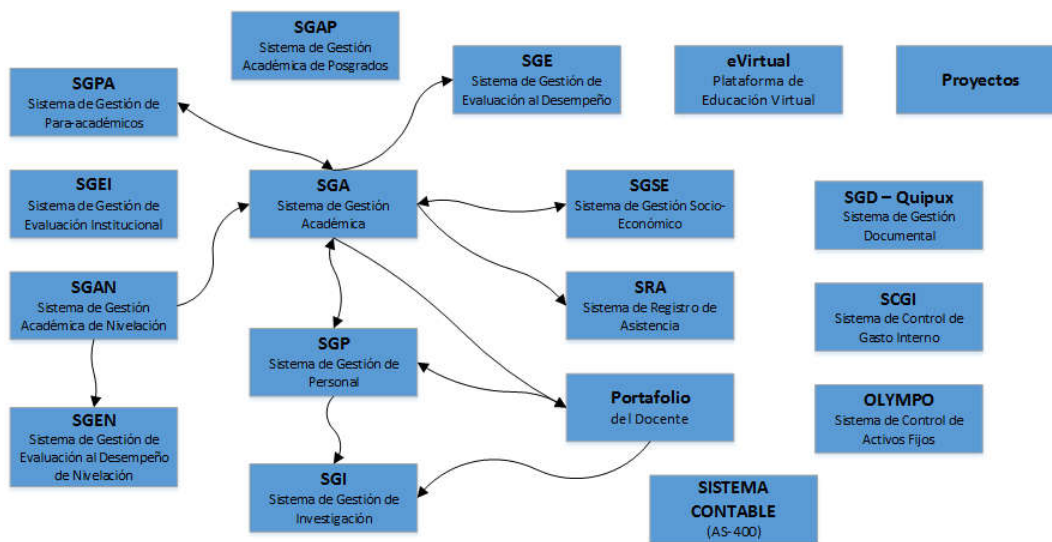 SGAP
Sistema de Gestión
Académica de Posgrados
SGE
Sistema de Gestión de
Evaluación al Desempeño
eVirtual
Plataforma de
Educación Virtual
Proyectos
SGPA
Sistema de Gestión de
Para-académicos
SGEI
Sistema de Gestión de
Evaluación Institucional
SGA
Sistema de Gestión
Académica
SGSE
Sistema de Gestión Socio-
Económico
SGD – Quipux
Sistema de Gestión
Documental
SGAN
Sistema de Gestión
Académica de Nivelación
SRA
Sistema de Registro de
Asistencia
SCGI
Sistema de Control de
Gasto Interno
SGP
Sistema de Gestión de
Personal
Portafolio
del Docente
OLYMPO
Sistema de Control de
Activos Fijos
SGEN
Sistema de Gestión de
Evaluación al Desempeño
de Nivelación
SGI
Sistema de Gestión de
Investigación
SISTEMA
CONTABLE
(AS-400)